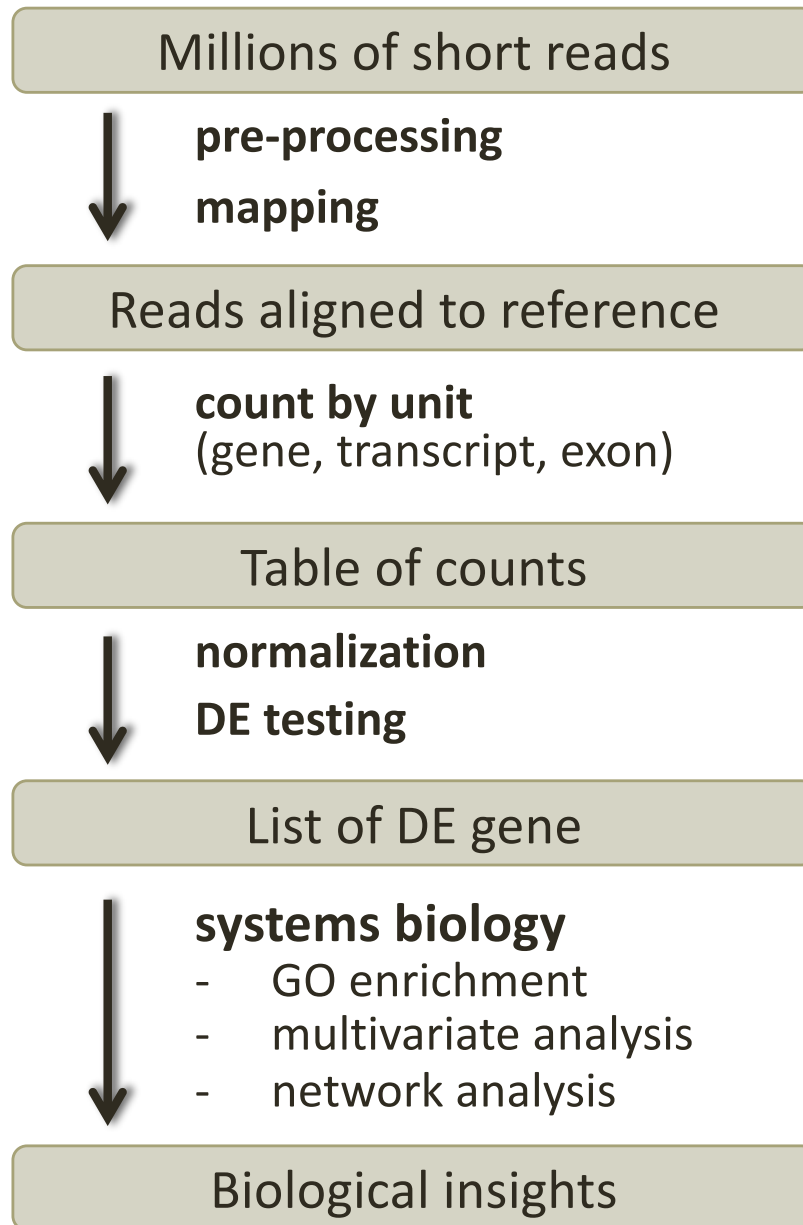 Millions of short reads
pre-processing
mapping
Reads aligned to reference
count by unit
(gene, transcript, exon)
Table of counts
normalization
DE testing
List of DE gene
systems biology
- GO enrichment
- multivariate analysis
- network analysis
Biological insights